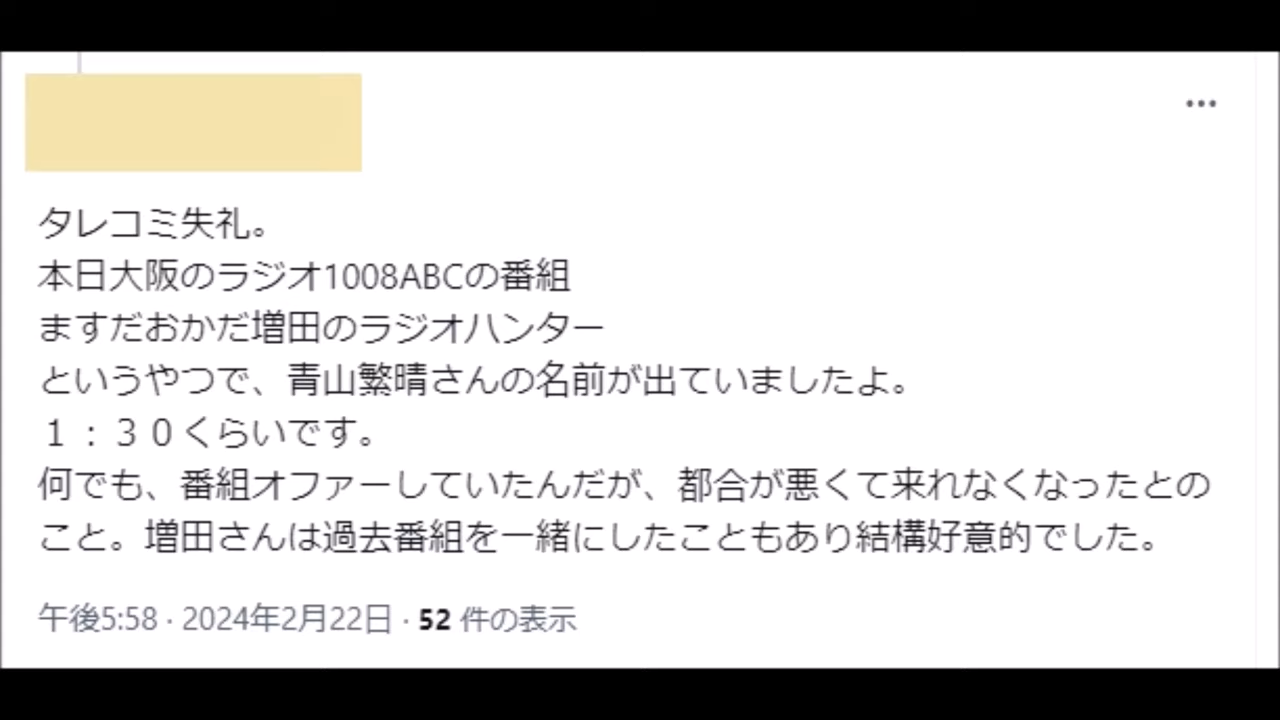 タレコミ失礼。
本日大阪のラジオ1008ABCの番組
ますだおかだ増田のラジオハンター
というやつで、青山繁晴さんの名前が出ていましたよ。
１：３０くらいです。
何でも、番組オファーしていたんだが、都合が悪くて来れなくなったとの
こと。増田さんは過去番組を一緒にしたこともあり結構好意的でした。
午後5:58 · 2024年2月22日 · 52 件の表示